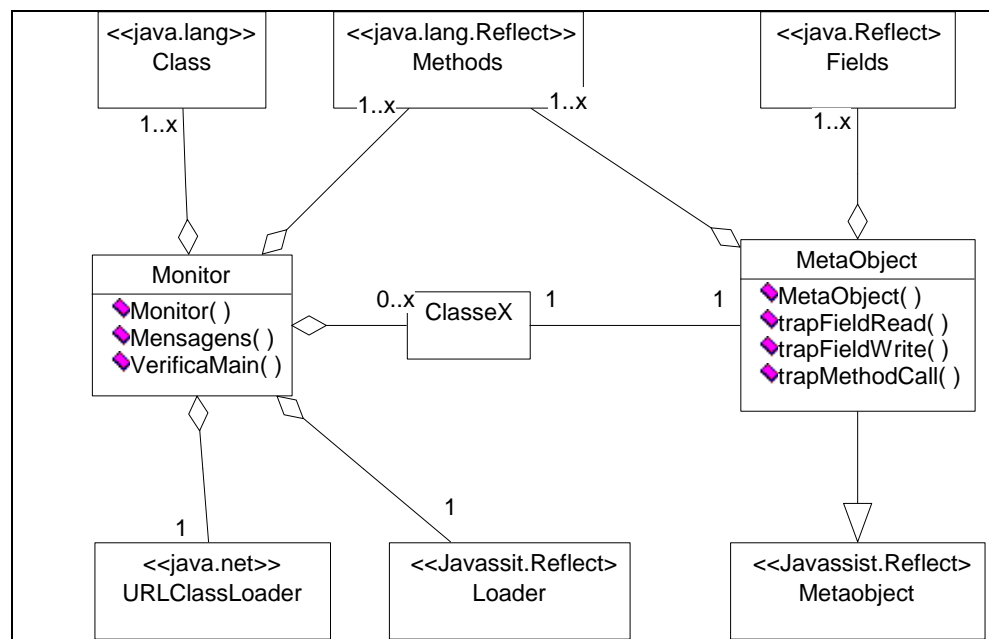 <<java.lang>>
Class
<<java.lang.Reflect>>
Methods
<<java.Reflect>
Fields
1..x
1..x
1..x
1..x
Monitor
Monitor( )
Mensagens( )
VerificaMain( )
0..x
ClasseX
1
1
MetaObject
MetaObject( )
trapFieldRead( )
trapFieldWrite( )
trapMethodCall( )
1
1
<<java.net>>
URLClassLoader
<<Javassit.Reflect>
Loader
<<Javassist.Reflect>
Metaobject